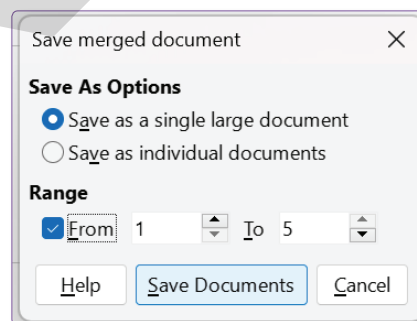 Save merged document
Save As Options
Save as a single large document
Save as individual documents
Range
From 1 To 5
Help Save Documents Cancel